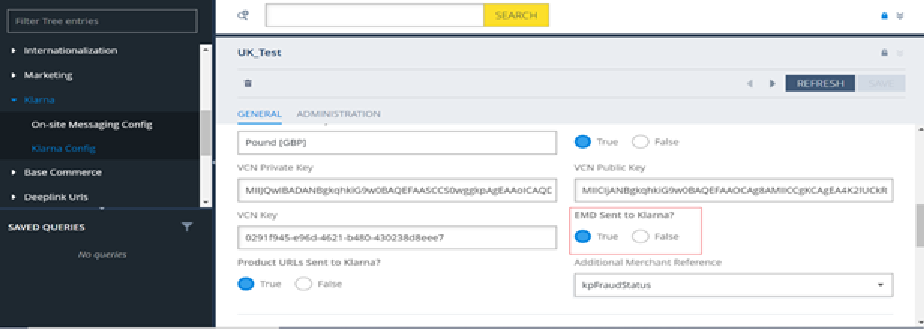 Filter Tree entries
SEARCH
Internationalization
Marketing
Klarna
On-site Messaging Config
Klarna Config
Base Commerce
Deeplink Urls
SAVED QUERIES
No queries
UK_Test
REFRESH
SAVE
GENERAL
ADMINISTRATION
Pound [GBP]
True
False
VCN Private Key
VCN Public Key
VCN Key
0291f945-e96d-4621-b480-430238d8eee7
EMD Sent to Klarna?
True
False
Product URLs Sent to Klarna?
True
False
Additional Merchant Reference
kpFraudStatus